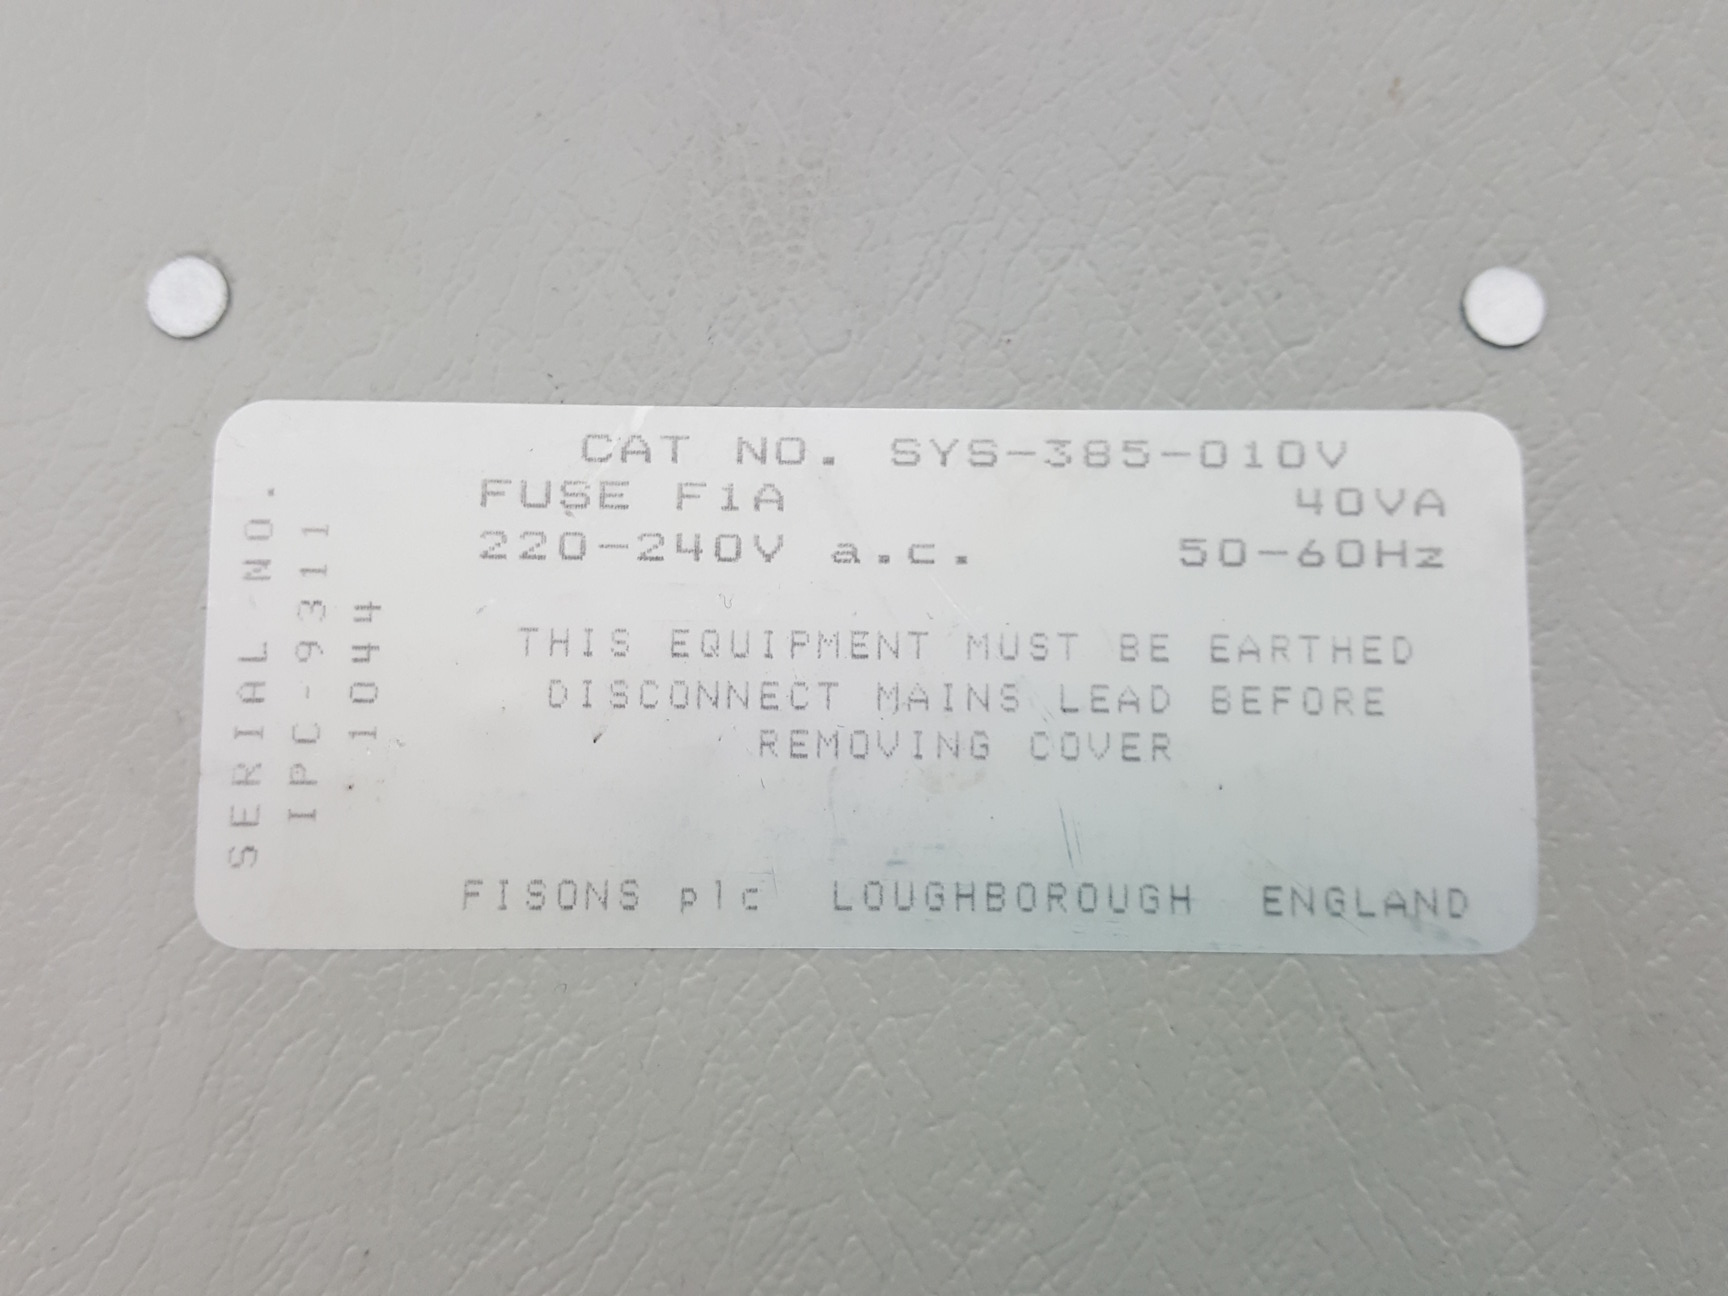 CAT NO. SYS-385-010V
FUSE F1A 40VA
220-240V a.c. 50-60Hz
THIS EQUIPMENT MUST BE EARTHED
DISCONNECT MAINS LEAD BEFORE
REMOVING COVER
FISONS plc LOUGHBOROUGH ENGLAND
SERIAL NO.
IPC-9311
1044